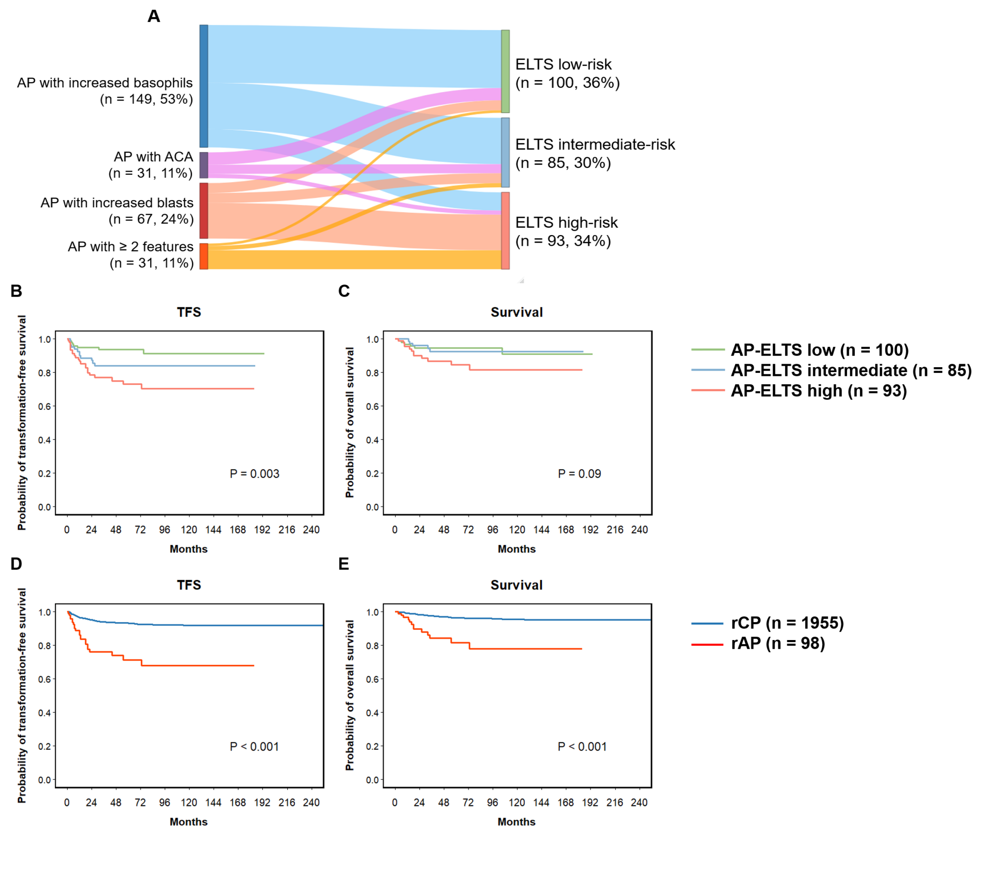 A
AP with increased basophils
(n = 149, 53%)
AP with ACA
(n = 31, 11%)
AP with increased blasts
(n = 67, 24%)
AP with ≥ 2 features
(n = 31, 11%)
ELTS low-risk
(n = 100, 36%)
ELTS intermediate-risk
(n = 85, 30%)
ELTS high-risk
(n = 93, 34%)
B
TFS
Probability of transformation-free survival
1.0
0.8
0.6
0.4
0.2
0.0
P = 0.003
0 24 48 72 96 120 144 168 192 216 240
Months
C
Survival
Probability of overall survival
1.0
0.8
0.6
0.4
0.2
0.0
P = 0.09
0 24 48 72 96 120 144 168 192 216 240
Months
AP-ELTS low (n = 100)
AP-ELTS intermediate (n = 85)
AP-ELTS high (n = 93)
D
TFS
Probability of transformation-free survival
1.0
0.8
0.6
0.4
0.2
0.0
P < 0.001
0 24 48 72 96 120 144 168 192 216 240
Months
E
Survival
Probability of overall survival
1.0
0.8
0.6
0.4
0.2
0.0
P < 0.001
0 24 48 72 96 120 144 168 192 216 240
Months
rCP (n = 1955)
rAP (n = 98)